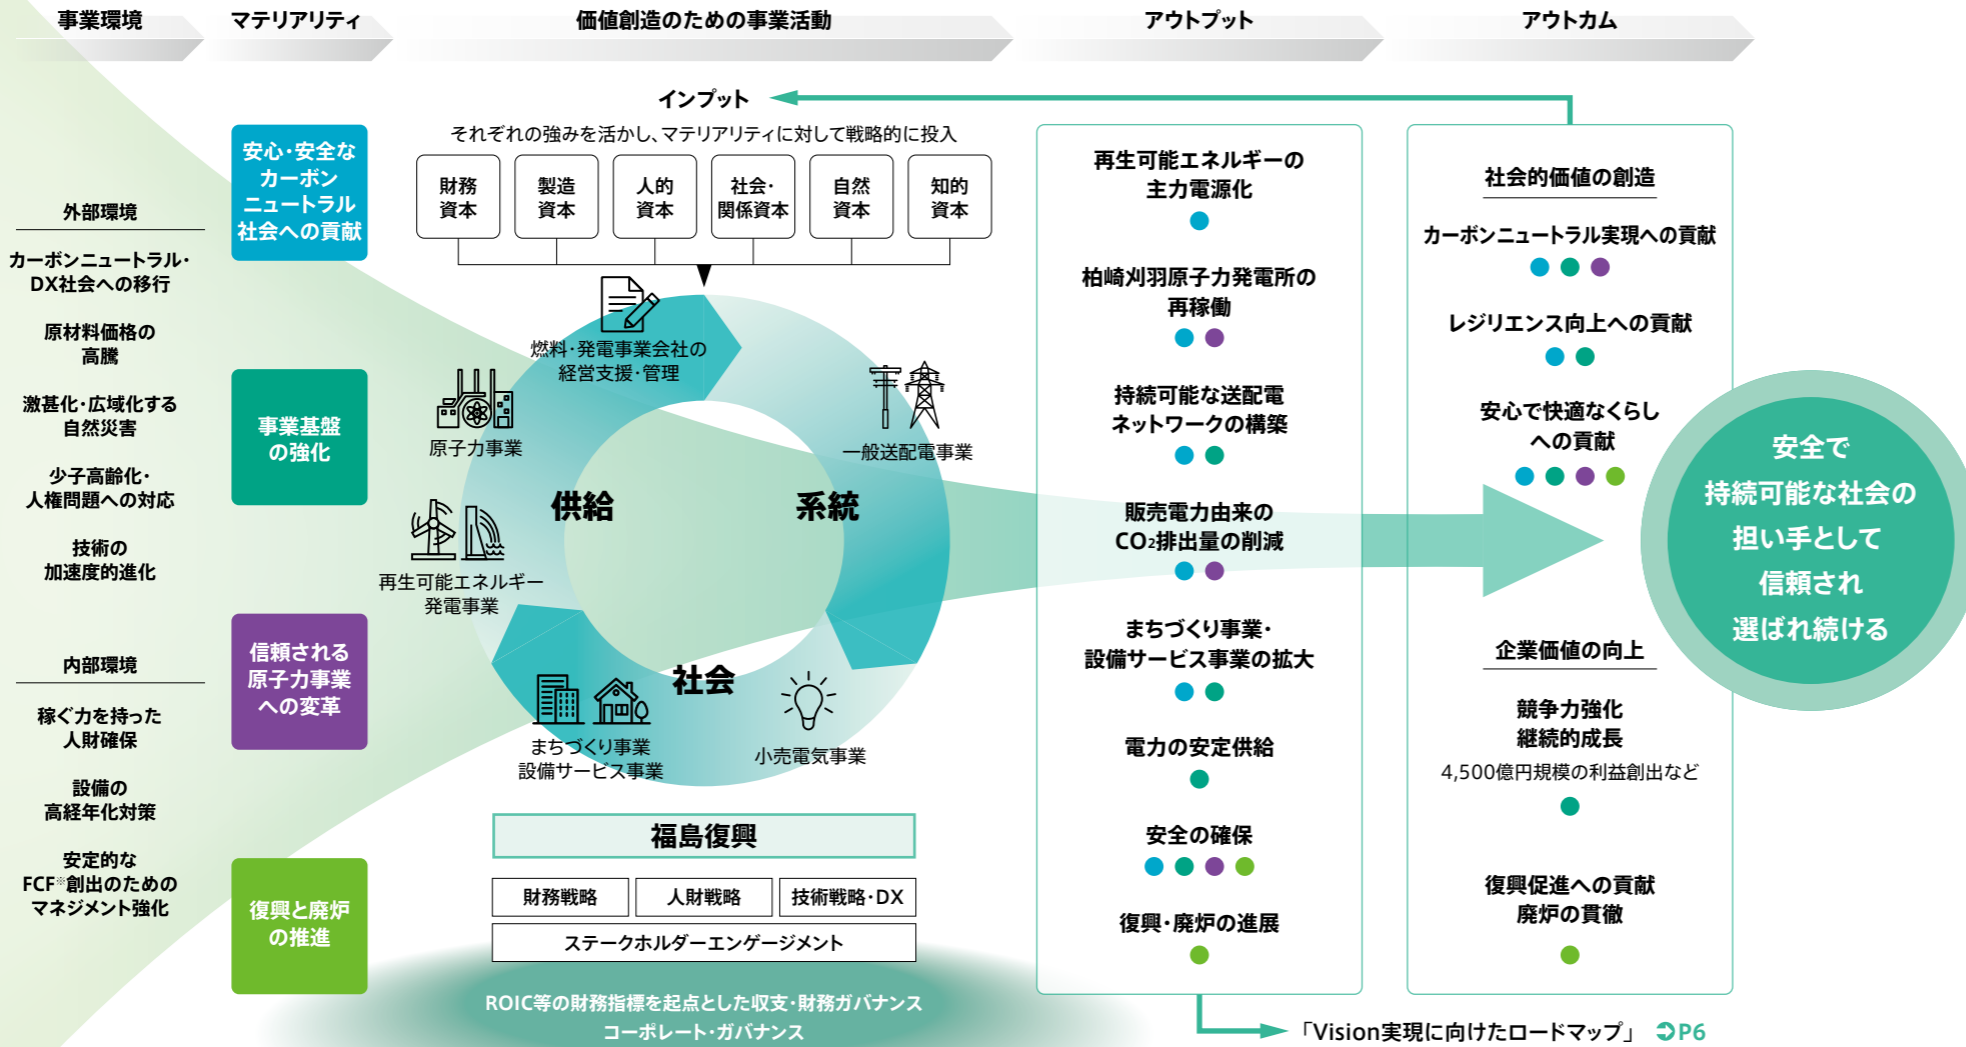 事業環境
マテリアリティ
価値創造のための事業活動
アウトプット
アウトカム
外部環境
カーボンニュートラル・
DX社会への移行
原材料価格の
高騰
激甚化・広域化する
自然災害
少子高齢化・
人権問題への対応
技術の
加速度的進化
内部環境
稼ぐ力を持った
人財確保
設備の
高経年化対策
安定的な
FCF※創出のための
マネジメント強化
安心・安全な
カーボン
ニュートラル
社会への貢献
事業基盤
の強化
信頼される
原子力事業
への変革
復興と廃炉
の推進
インプット
それぞれの強みを活かし、マテリアリティに対して戦略的に投入
財務
資本
製造
資本
人的
資本
社会・
関係資本
自然
資本
知的
資本
燃料・発電事業会社の
経営支援・管理
原子力事業
一般送配電事業
供給
系統
再生可能エネルギー
発電事業
社会
まちづくり事業
設備サービス事業
小売電気事業
福島復興
財務戦略
人財戦略
技術戦略・DX
ステークホルダーエンゲージメント
ROIC等の財務指標を起点とした収支・財務ガバナンス
コーポレート・ガバナンス
再生可能エネルギーの
主力電源化
柏崎刈羽原子力発電所の
再稼働
持続可能な送配電
ネットワークの構築
販売電力由来の
CO₂排出量の削減
まちづくり事業・
設備サービス事業の拡大
電力の安定供給
安全の確保
復興・廃炉の進展
「Vision実現に向けたロードマップ」 P6
社会的価値の創造
カーボンニュートラル実現への貢献
レジリエンス向上への貢献
安心で快適なくらし
への貢献
企業価値の向上
競争力強化
継続的成長
4,500億円規模の利益創出など
復興促進への貢献
廃炉の貫徹
安全で
持続可能な社会の
担い手として
信頼され
選ばれ続ける